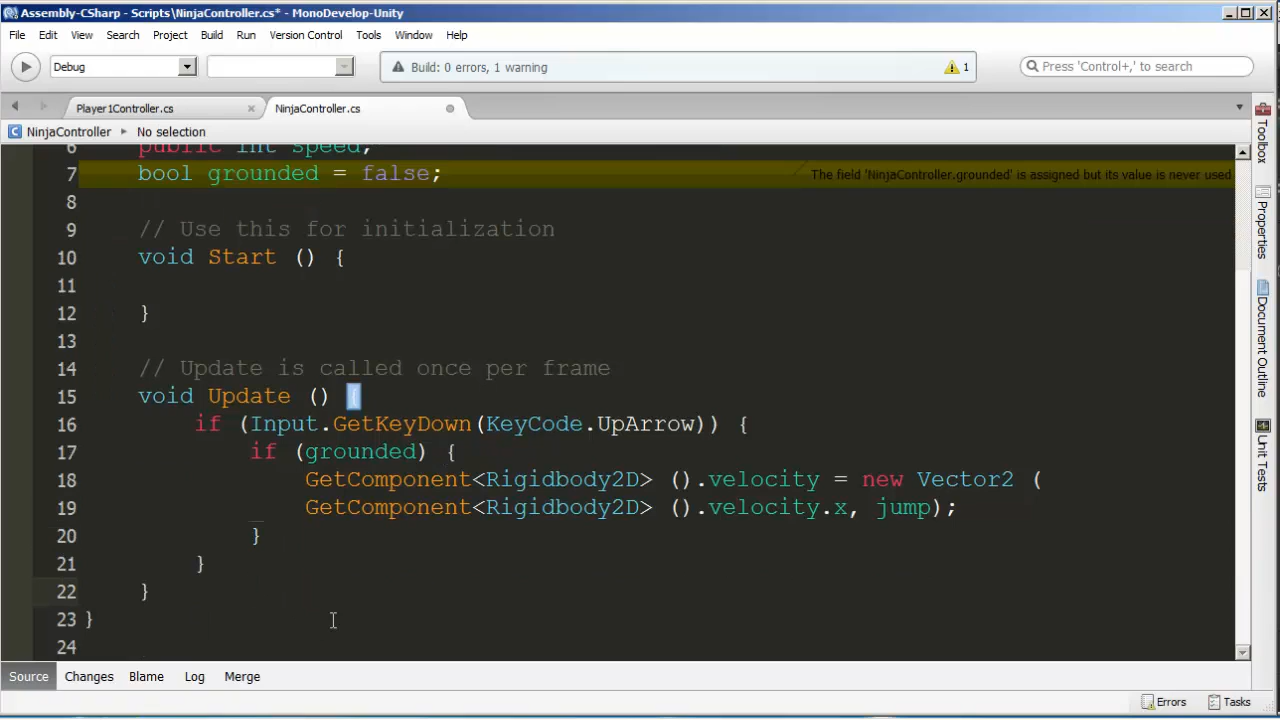 Assembly-CSharp - Scripts\NinjaController.cs* - MonoDevelop-Unity
File Edit View Search Project Build Run Version Control Tools Window Help
Debug
Build: 0 errors, 1 warning
1
Press 'Control+,' to search
Player1Controller.cs
NinjaController.cs
NinjaController
No selection
6 public int speed;
7 bool grounded = false;
The field 'NinjaController.grounded' is assigned but its value is never used
8
9 // Use this for initialization
10 void Start () {
11
12 }
13
14 // Update is called once per frame
15 void Update () {
16 if (Input.GetKeyDown(KeyCode.UpArrow)) {
17 if (grounded) {
18 GetComponent<Rigidbody2D> ().velocity = new Vector2 (
19 GetComponent<Rigidbody2D> ().velocity.x, jump);
20 }
21 }
22 }
23 }
24
Toolbox
Properties
Document Outline
Unit Tests
Source Changes Blame Log Merge
Errors Tasks